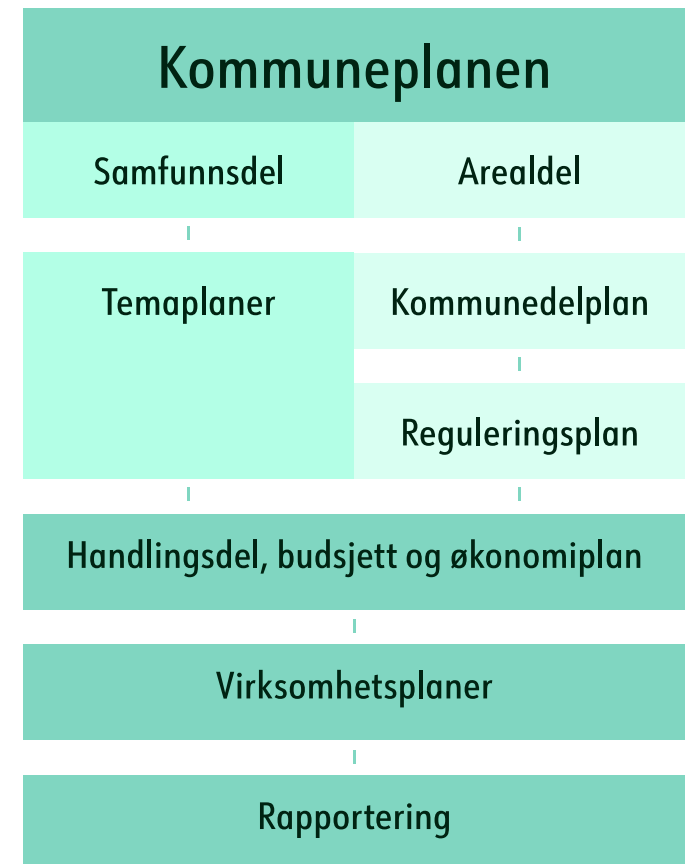 Kommuneplanen
Samfunnsdel
Arealdel
Temaplaner
Kommunedelplan
Reguleringsplan
Handlingsdel, budsjett og økonomiplan
Virksomhetsplaner
Rapportering